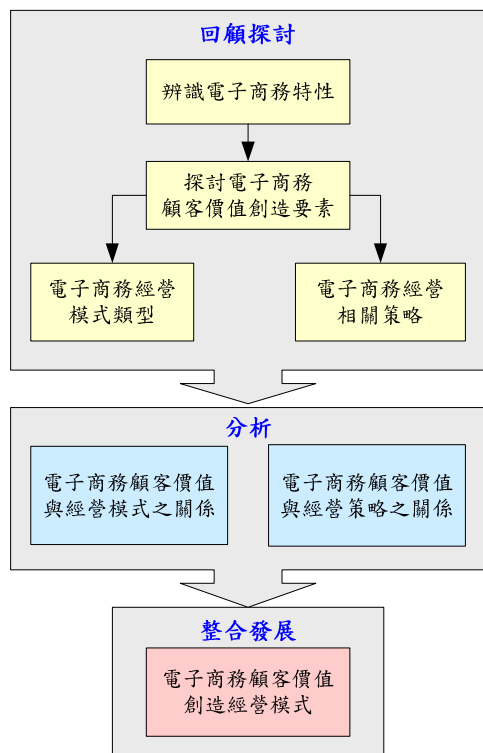 回顧探討
辨識電子商務特性
探討電子商務
顧客價值創造要素
電子商務經營
模式類型
電子商務經營
相關策略
分析
電子商務顧客價值
與經營模式之關係
電子商務顧客價值
與經營策略之關係
整合發展
電子商務顧客價值
創造經營模式